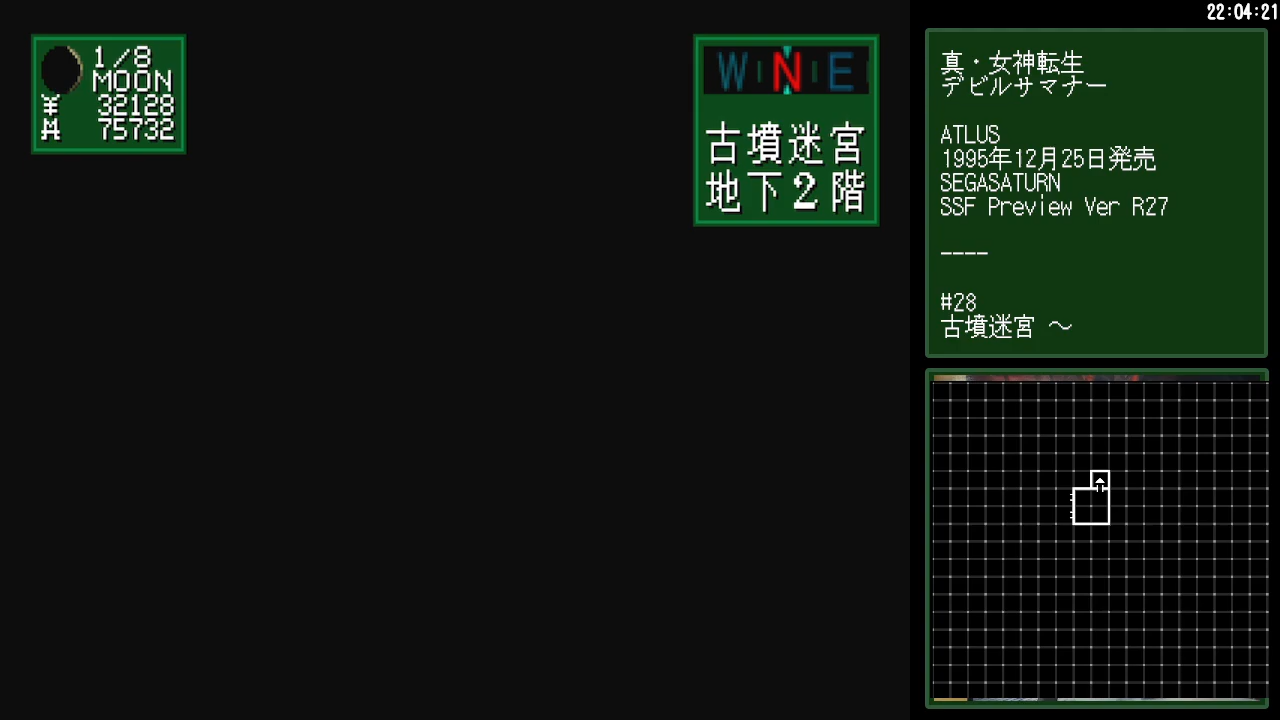 22:04:21
1/8
MOON
¥ 32128
75732
W N E
古墳迷宮
地下2階
真・女神転生
デビルサマナー
ATLUS
1995年12月25日発売
SEGASATURN
SSF Preview Ver R27
----
#28
古墳迷宮 ～